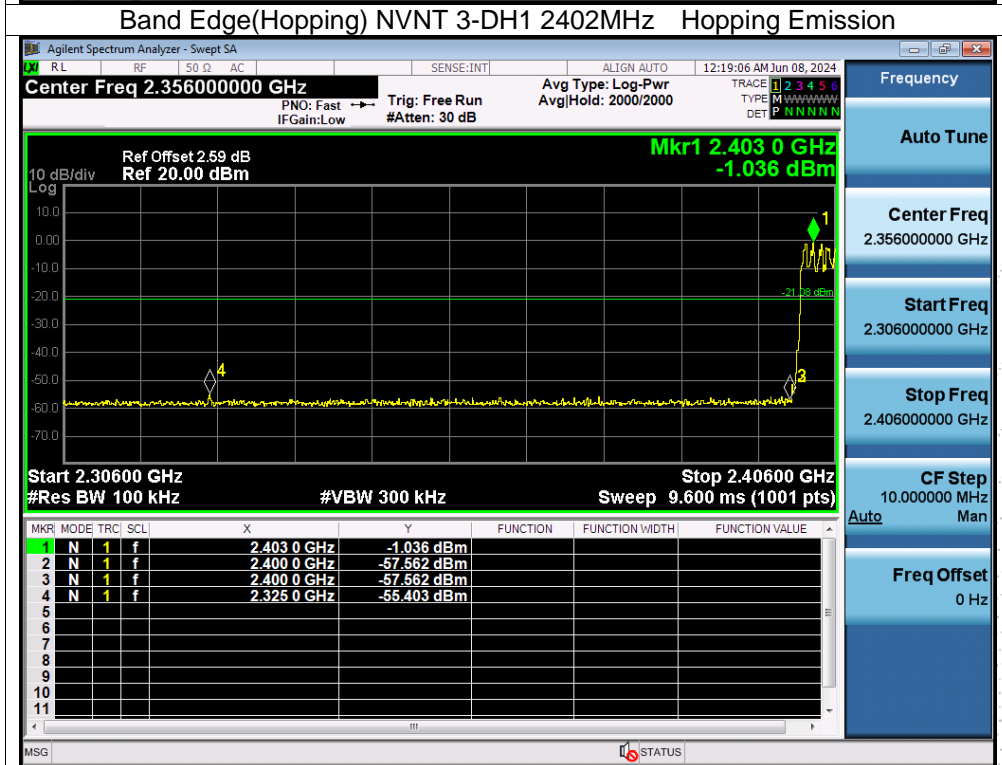 Band Edge(Hopping) NVNT 3-DH1 2402MHz Hopping Emission
Agilent Spectrum Analyzer - Swept SA
LXI RL RF 50 Ω AC SENSE:INT ALIGN AUTO 12:19:06 AM Jun 08, 2024
Center Freq 2.356000000 GHz Avg Type: Log-Pwr TRACE 1 2 3 4 5 6
PNO: Fast Trig: Free Run Avg|Hold: 2000/2000 TYPE M WWWWW
IFGain:Low #Atten: 30 dB DET P N N N N N
Mkr1 2.403 0 GHz
-1.036 dBm
Ref Offset 2.59 dB
10 dB/div Ref 20.00 dBm
Log
10.0
1
0.00
-10.0
-20.0
-21.08 dBm
-30.0
-40.0
4
3
-50.0
-60.0
-70.0
Start 2.30600 GHz Stop 2.40600 GHz
#Res BW 100 kHz #VBW 300 kHz Sweep 9.600 ms (1001 pts)
MKR MODE TRC SCL X Y FUNCTION FUNCTION WIDTH FUNCTION VALUE
1 N 1 f 2.403 0 GHz -1.036 dBm
2 N 1 f 2.400 0 GHz -57.562 dBm
3 N 1 f 2.400 0 GHz -57.562 dBm
4 N 1 f 2.325 0 GHz -55.403 dBm
5
6
7
8
9
10
11
MSG STATUS
Frequency
Auto Tune
Center Freq
2.356000000 GHz
Start Freq
2.306000000 GHz
Stop Freq
2.406000000 GHz
CF Step
10.000000 MHz
Auto Man
Freq Offset
0 Hz